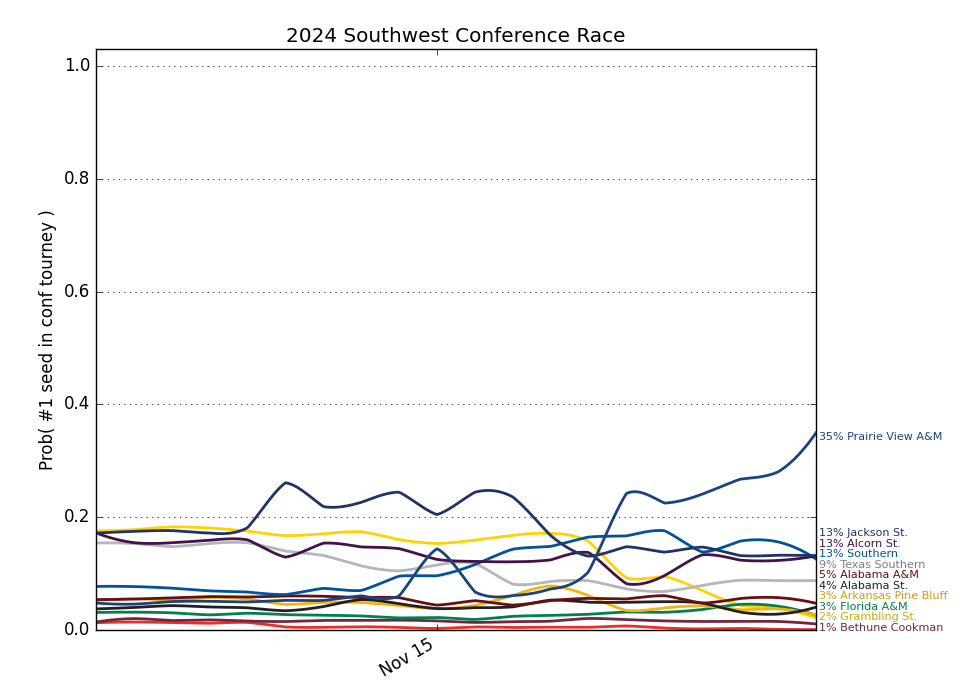 2024 Southwest Conference Race
Prob( #1 seed in conf tourney )
1.0
0.8
0.6
0.4
0.2
0.0
Nov 15
35% Prairie View A&M
13% Jackson St.
13% Alcorn St.
13% Southern
9% Texas Southern
5% Alabama A&M
4% Alabama St.
3% Arkansas Pine Bluff
3% Florida A&M
2% Grambling St.
1% Bethune Cookman